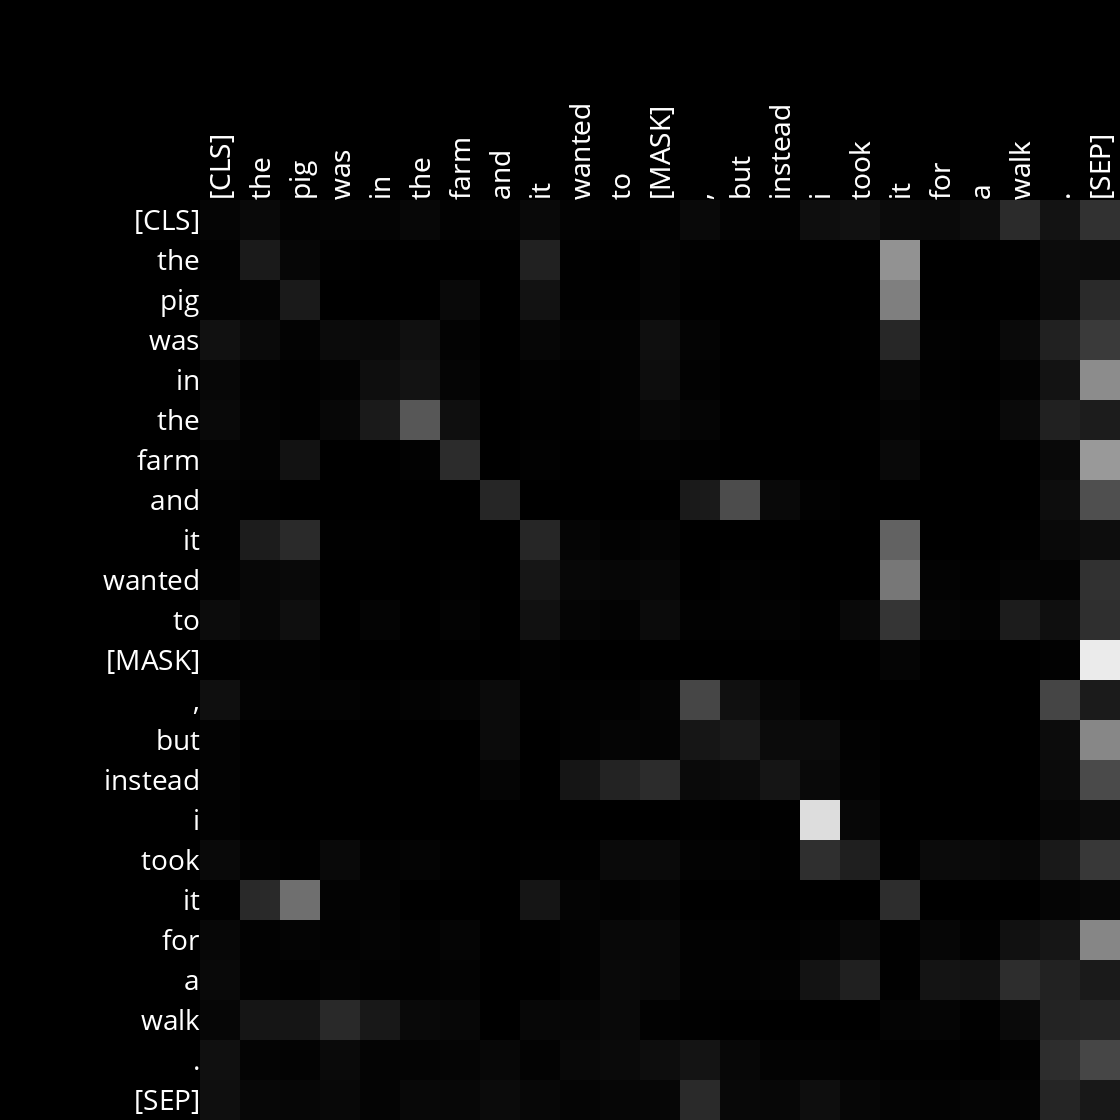 [CLS] the pig was in the farm and it wanted to [MASK] , but instead i took it for a walk . [SEP]
[CLS]
the
pig
was
in
the
farm
and
it
wanted
to
[MASK]
,
but
instead
i
took
it
for
a
walk
.
[SEP]